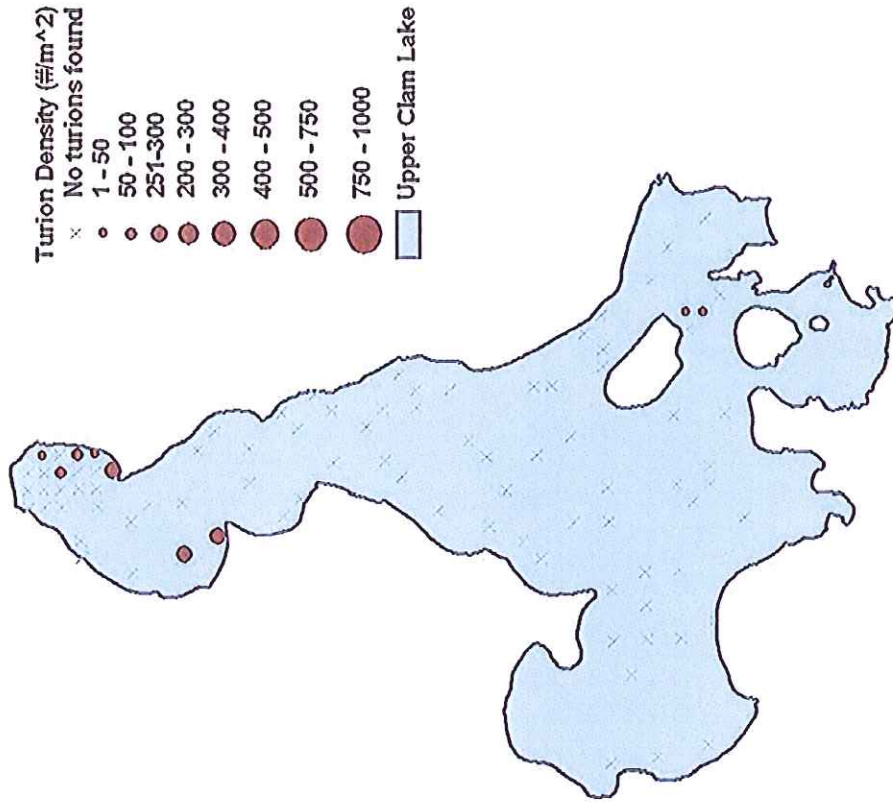 Turion Density (#/m^2)
No turions found
1 - 50
50 - 100
251-300
200 - 300
300 - 400
400 - 500
500 - 750
750 - 1000
Upper Clam Lake